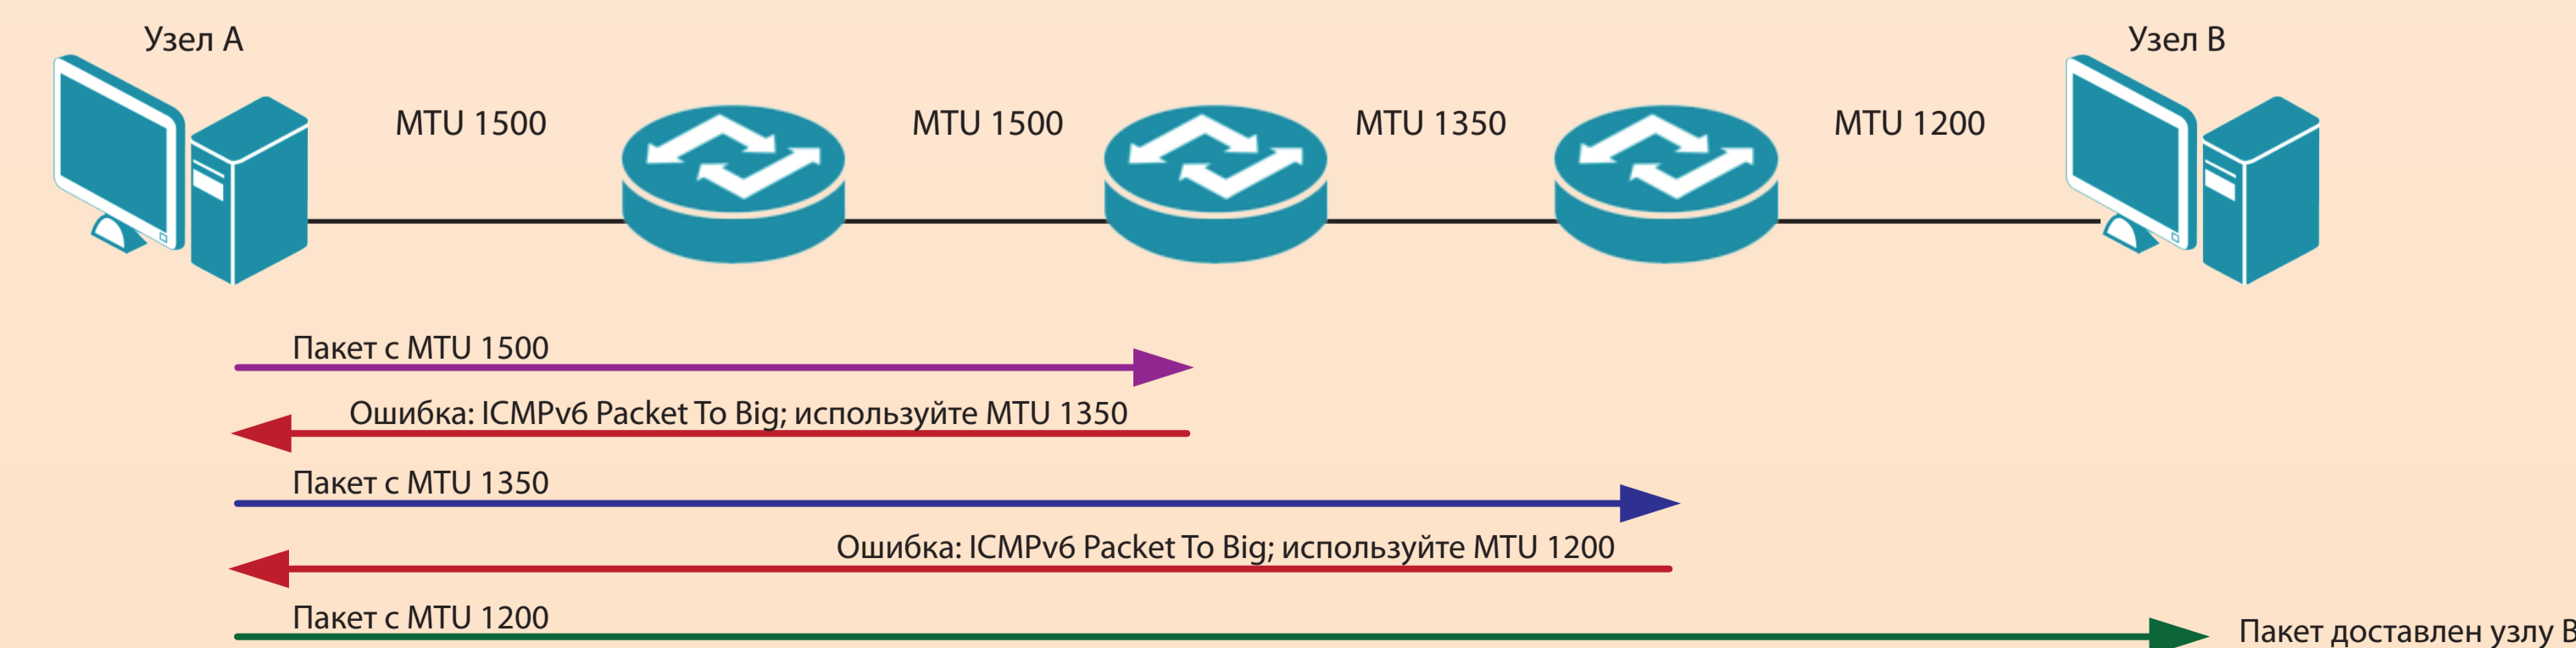 Узел A
Узел B
MTU 1500
MTU 1500
MTU 1350
MTU 1200
Пакет с MTU 1500
Ошибка: ICMPv6 Packet To Big; используйте MTU 1350
Пакет с MTU 1350
Ошибка: ICMPv6 Packet To Big; используйте MTU 1200
Пакет с MTU 1200
Пакет доставлен узлу B